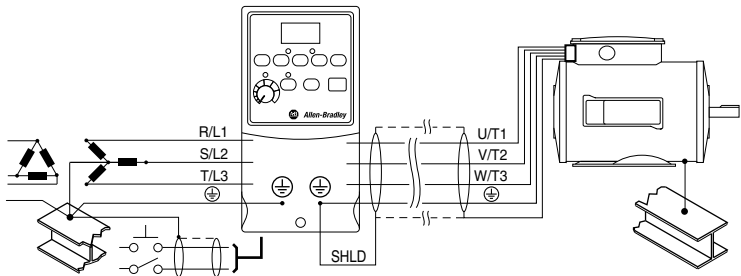 Allen-Bradley
R/L1
S/L2
T/L3
U/T1
V/T2
W/T3
SHLD